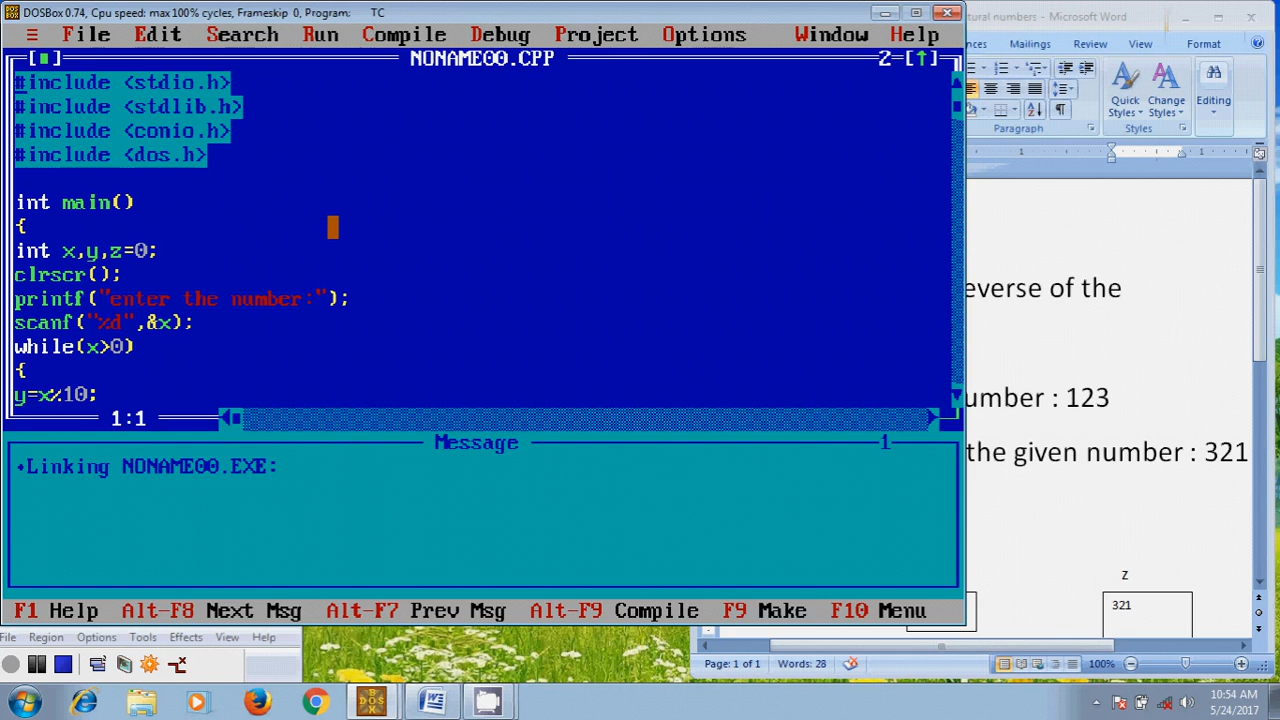 DOSBox 0.74, Cpu speed: max 100% cycles, Frameskip 0, Program: TC
≡ File Edit Search Run Compile Debug Project Options Window Help
[■] NONAME00.CPP 2=[↑]
#include <stdio.h>
#include <stdlib.h>
#include <conio.h>
#include <dos.h>
int main()
{
int x,y,z=0;
clrscr();
printf("enter the number:");
scanf("%d",&x);
while(x>0)
{
y=x%10;
1:1
Message 1
•Linking NONAME00.EXE:
F1 Help Alt-F8 Next Msg Alt-F7 Prev Msg Alt-F9 Compile F9 Make F10 Menu
tural numbers - Microsoft Word
nces Mailings Review View Format
Quick Styles
Change Styles
Editing
Paragraph
Styles
1 1
everse of the
umber : 123
the given number : 321
z
321
File Region Options Tools Effects View Help
Page: 1 of 1 Words: 28 100%
10:54 AM
5/24/2017